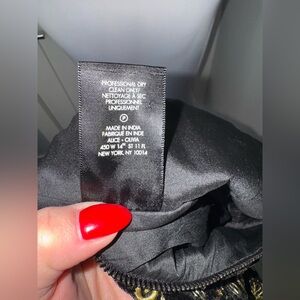 PROFESSIONAL DRY
CLEAN ONLY/
NETTOYAGE À SEC
PROFESSIONNEL
UNIQUEMENT
P
MADE IN INDIA
FABRIQUÉ EN INDE
ALICE + OLIVIA
450 W 14TH ST 11 FL
NEW YORK, NY 10014